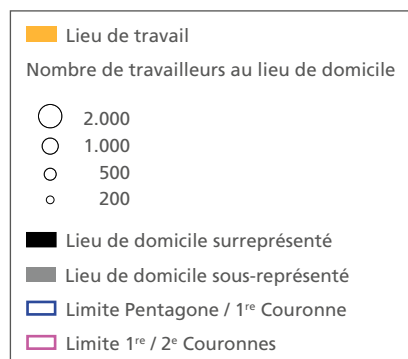 Lieu de travail
Nombre de travailleurs au lieu de domicile
2.000
1.000
500
200
Lieu de domicile surreprésenté
Lieu de domicile sous-représenté
Limite Pentagone / 1re Couronne
Limite 1re / 2e Couronnes